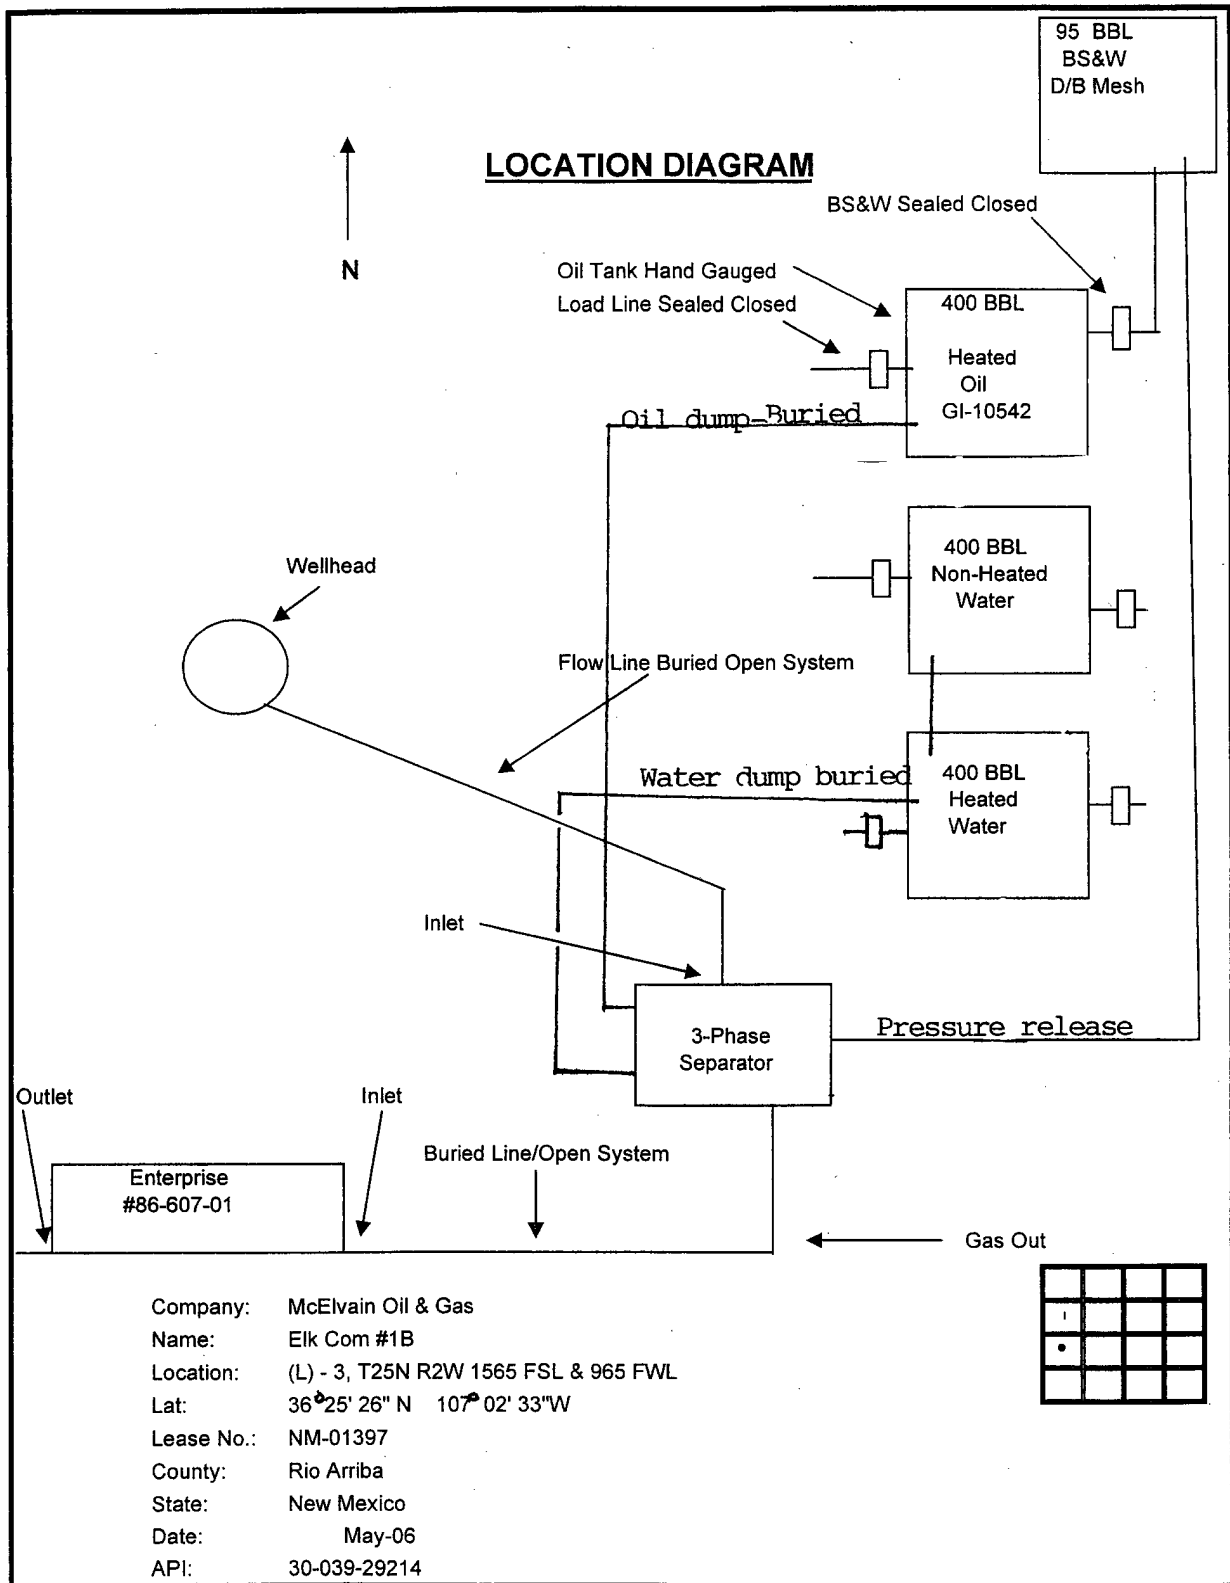 95 BBL
BS&W
D/B Mesh
LOCATION DIAGRAM
N
BS&W Sealed Closed
Oil Tank Hand Gauged
Load Line Sealed Closed
400 BBL
Heated
Oil
GI-10542
Oil dump-Buried
400 BBL
Non-Heated
Water
Wellhead
Flow Line Buried Open System
Water dump buried
400 BBL
Heated
Water
Inlet
3-Phase
Separator
Pressure release
Outlet
Inlet
Buried Line/Open System
Enterprise
#86-607-01
Gas Out
Company: McElvain Oil & Gas
Name: Elk Com #1B
Location: (L) - 3, T25N R2W 1565 FSL & 965 FWL
Lat: 36° 25' 26" N 107° 02' 33"W
Lease No.: NM-01397
County: Rio Arriba
State: New Mexico
Date: May-06
API: 30-039-29214